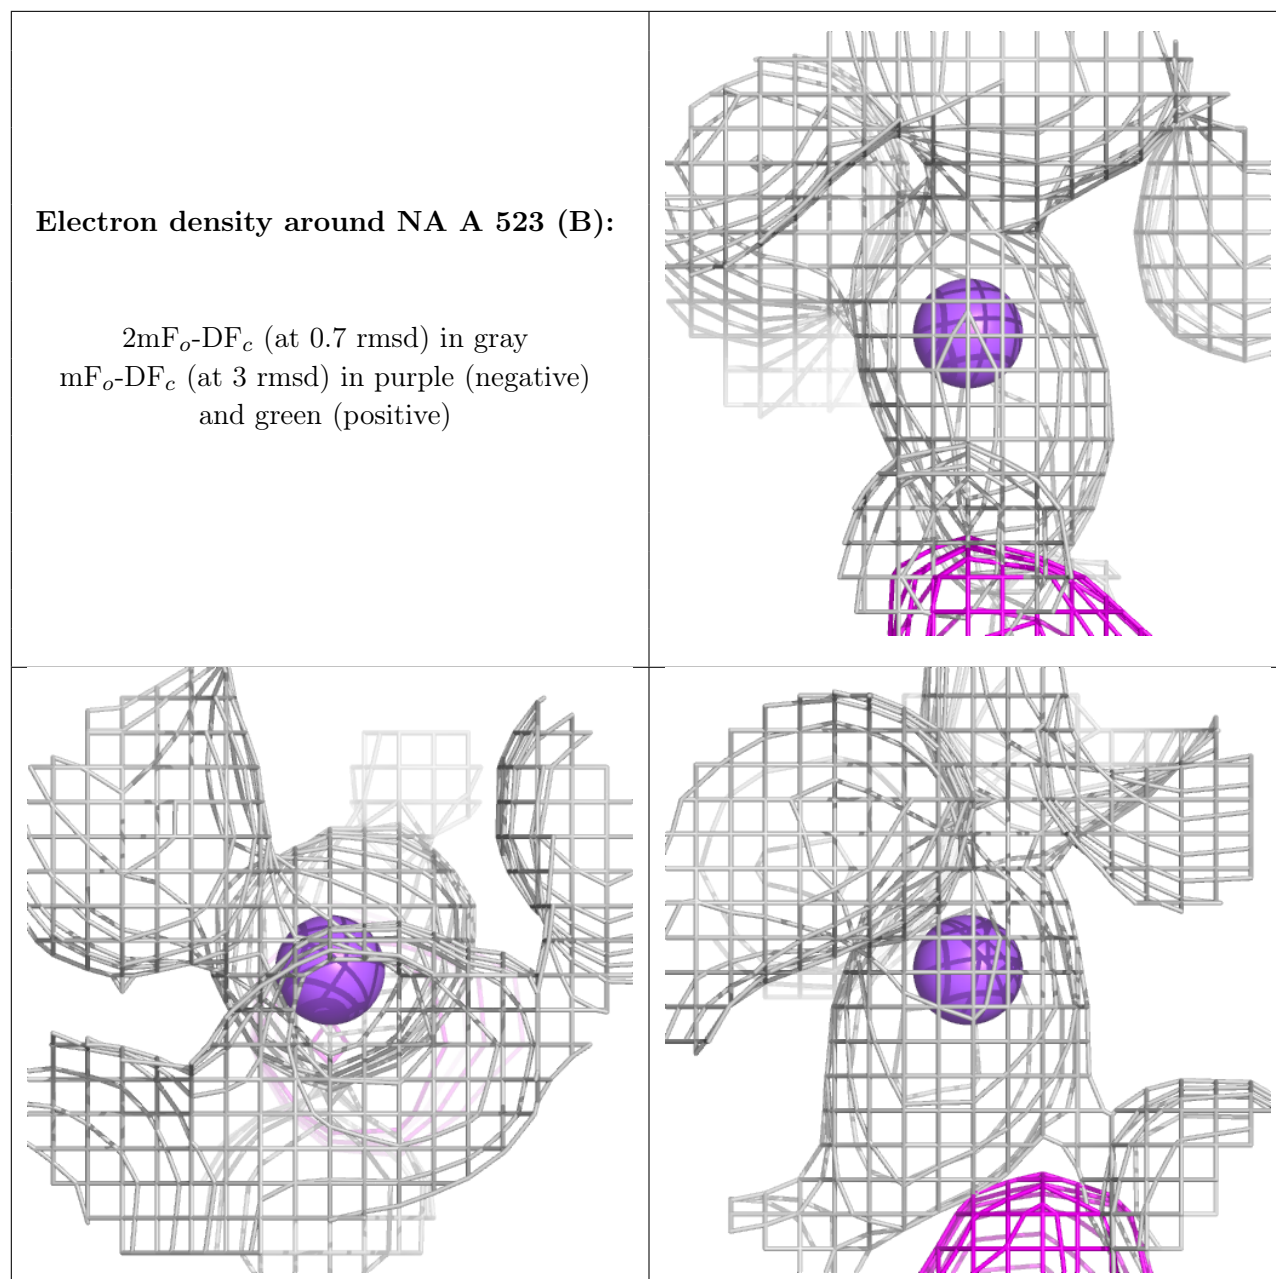 Electron density around NA A 523 (B):
2mFo-DFc (at 0.7 rmsd) in gray
mFo-DFc (at 3 rmsd) in purple (negative)
and green (positive)